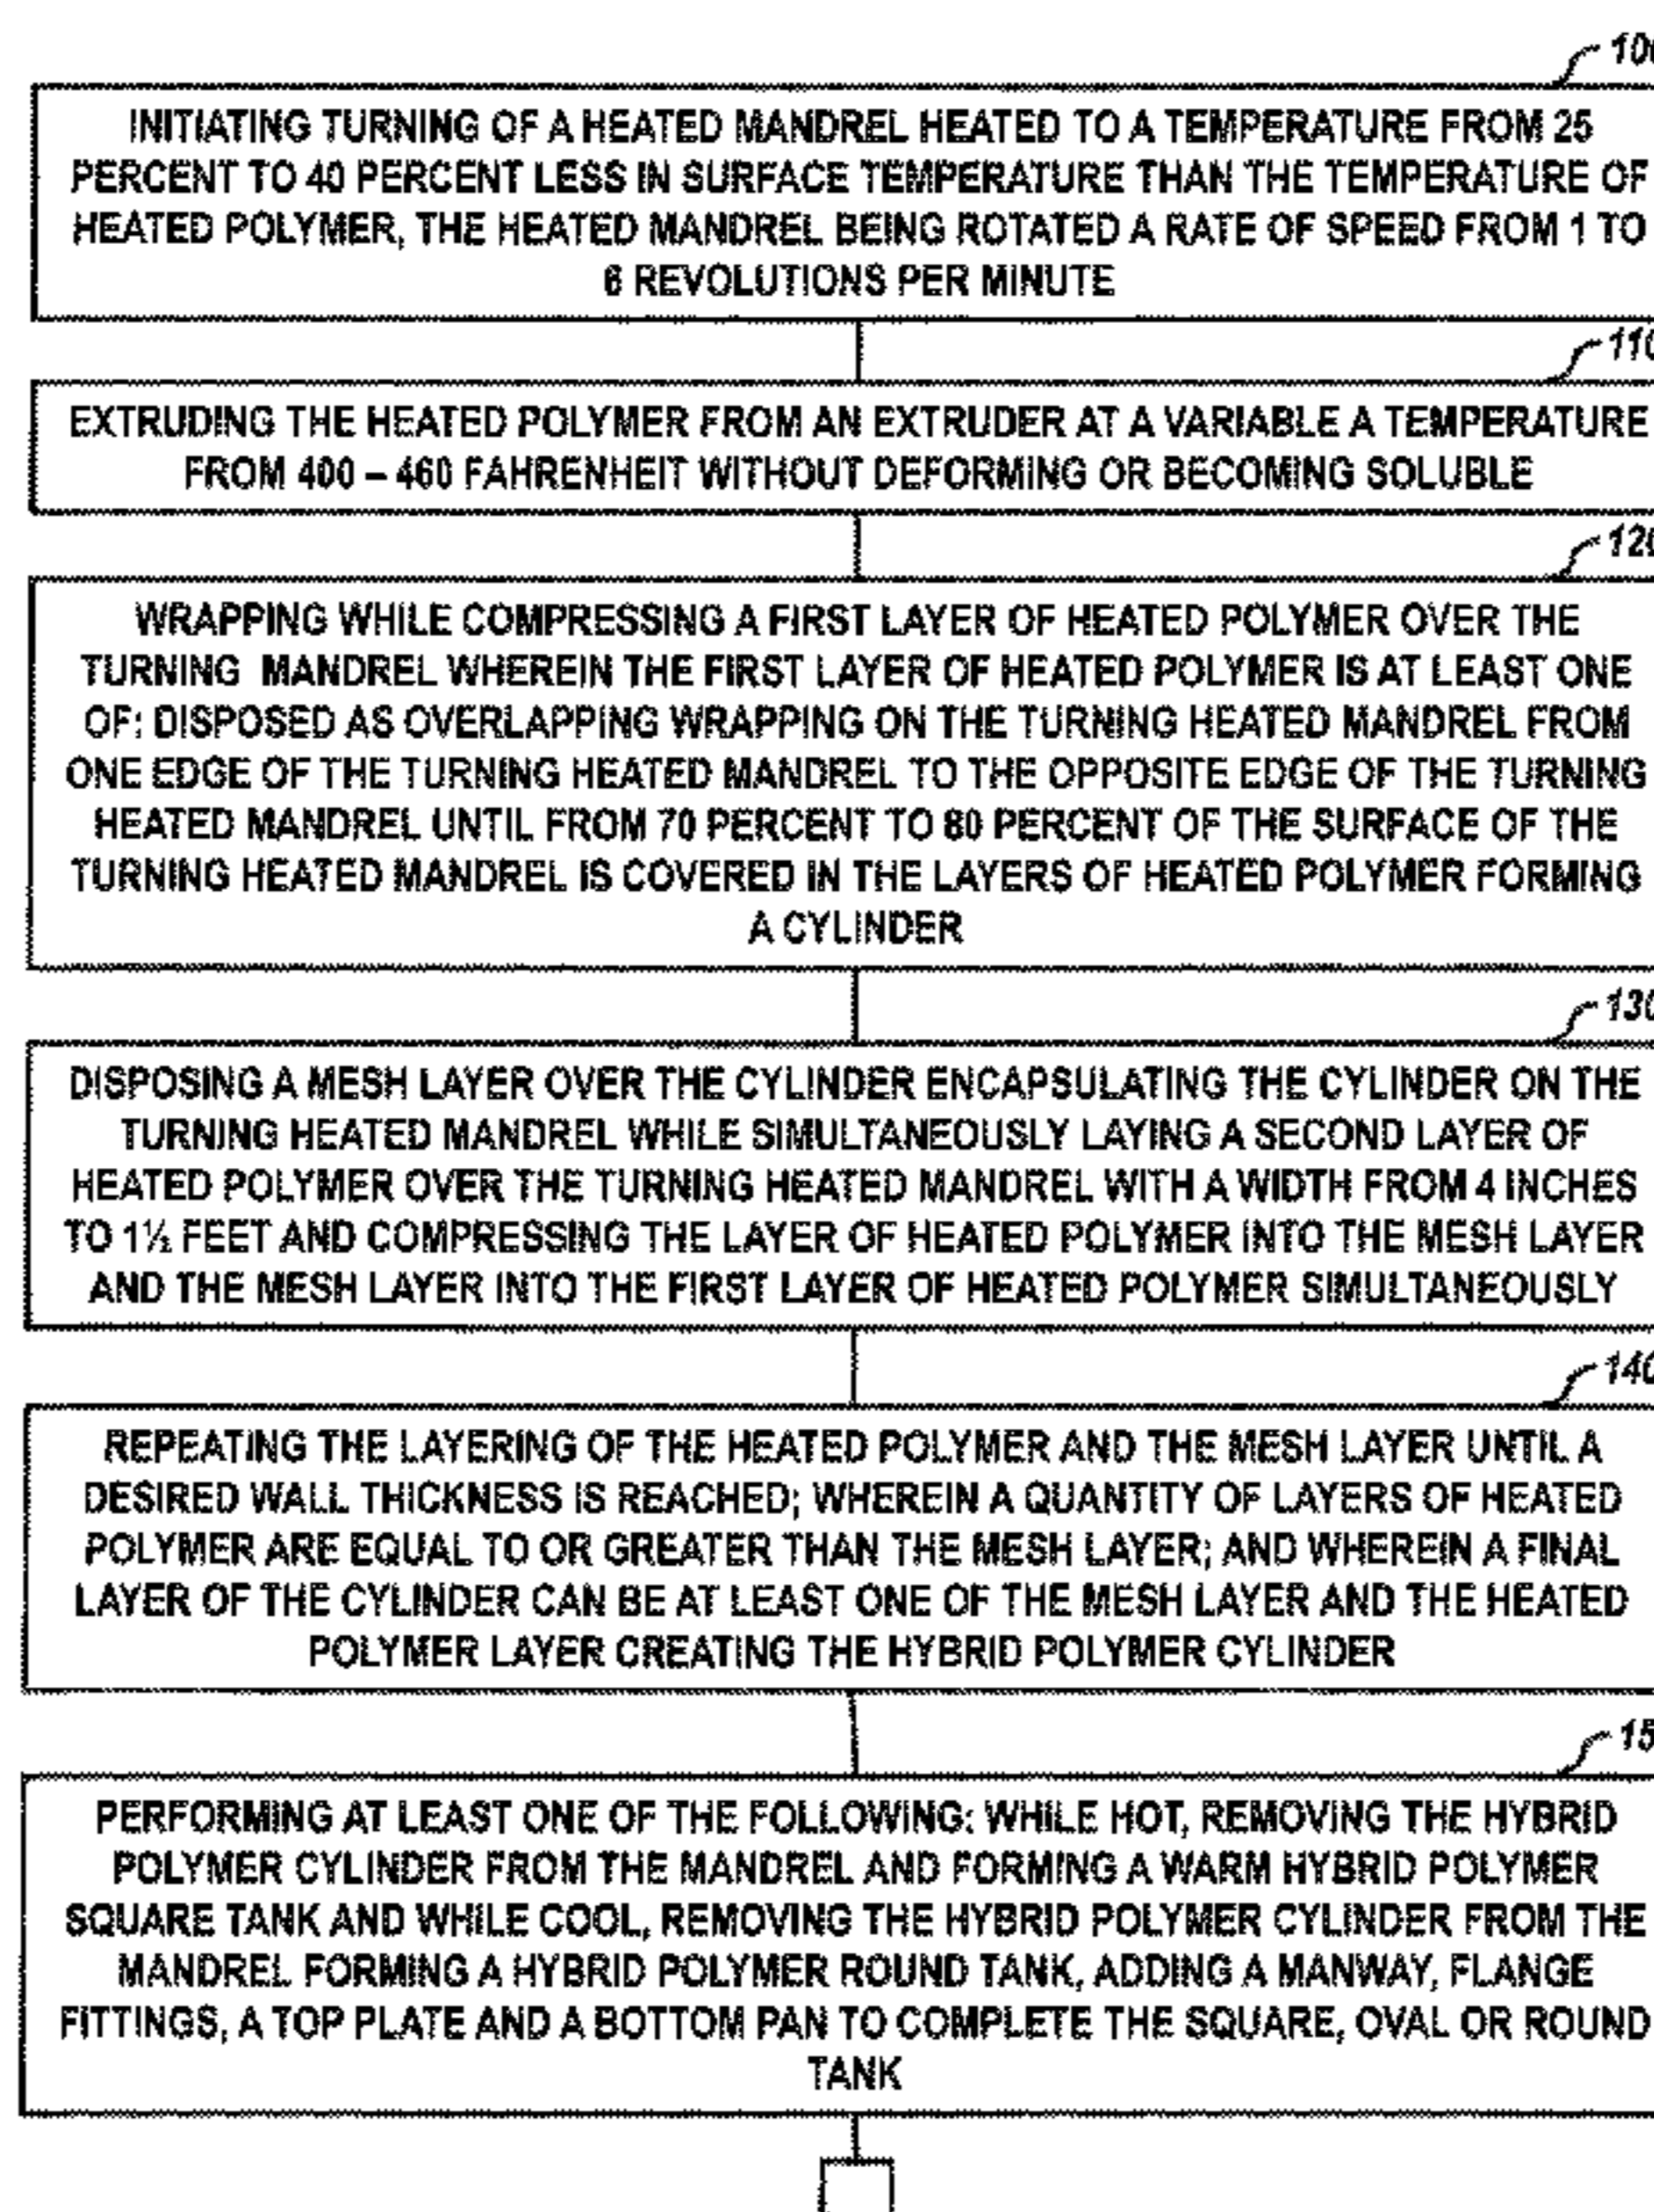 100
INITIATING TURNING OF A HEATED MANDREL HEATED TO A TEMPERATURE FROM 25
PERCENT TO 40 PERCENT LESS IN SURFACE TEMPERATURE THAN THE TEMPERATURE OF
HEATED POLYMER, THE HEATED MANDREL BEING ROTATED A RATE OF SPEED FROM 1 TO
6 REVOLUTIONS PER MINUTE
110
EXTRUDING THE HEATED POLYMER FROM AN EXTRUDER AT A VARIABLE A TEMPERATURE
FROM 400 – 460 FAHRENHEIT WITHOUT DEFORMING OR BECOMING SOLUBLE
120
WRAPPING WHILE COMPRESSING A FIRST LAYER OF HEATED POLYMER OVER THE
TURNING MANDREL WHEREIN THE FIRST LAYER OF HEATED POLYMER IS AT LEAST ONE
OF: DISPOSED AS OVERLAPPING WRAPPING ON THE TURNING HEATED MANDREL FROM
ONE EDGE OF THE TURNING HEATED MANDREL TO THE OPPOSITE EDGE OF THE TURNING
HEATED MANDREL UNTIL FROM 70 PERCENT TO 80 PERCENT OF THE SURFACE OF THE
TURNING HEATED MANDREL IS COVERED IN THE LAYERS OF HEATED POLYMER FORMING
A CYLINDER
130
DISPOSING A MESH LAYER OVER THE CYLINDER ENCAPSULATING THE CYLINDER ON THE
TURNING HEATED MANDREL WHILE SIMULTANEOUSLY LAYING A SECOND LAYER OF
HEATED POLYMER OVER THE TURNING HEATED MANDREL WITH A WIDTH FROM 4 INCHES
TO 1½ FEET AND COMPRESSING THE LAYER OF HEATED POLYMER INTO THE MESH LAYER
AND THE MESH LAYER INTO THE FIRST LAYER OF HEATED POLYMER SIMULTANEOUSLY
140
REPEATING THE LAYERING OF THE HEATED POLYMER AND THE MESH LAYER UNTIL A
DESIRED WALL THICKNESS IS REACHED; WHEREIN A QUANTITY OF LAYERS OF HEATED
POLYMER ARE EQUAL TO OR GREATER THAN THE MESH LAYER; AND WHEREIN A FINAL
LAYER OF THE CYLINDER CAN BE AT LEAST ONE OF THE MESH LAYER AND THE HEATED
POLYMER LAYER CREATING THE HYBRID POLYMER CYLINDER
15
PERFORMING AT LEAST ONE OF THE FOLLOWING: WHILE HOT, REMOVING THE HYBRID
POLYMER CYLINDER FROM THE MANDREL AND FORMING A WARM HYBRID POLYMER
SQUARE TANK AND WHILE COOL, REMOVING THE HYBRID POLYMER CYLINDER FROM THE
MANDREL FORMING A HYBRID POLYMER ROUND TANK, ADDING A MANWAY, FLANGE
FITTINGS, A TOP PLATE AND A BOTTOM PAN TO COMPLETE THE SQUARE, OVAL OR ROUND
TANK